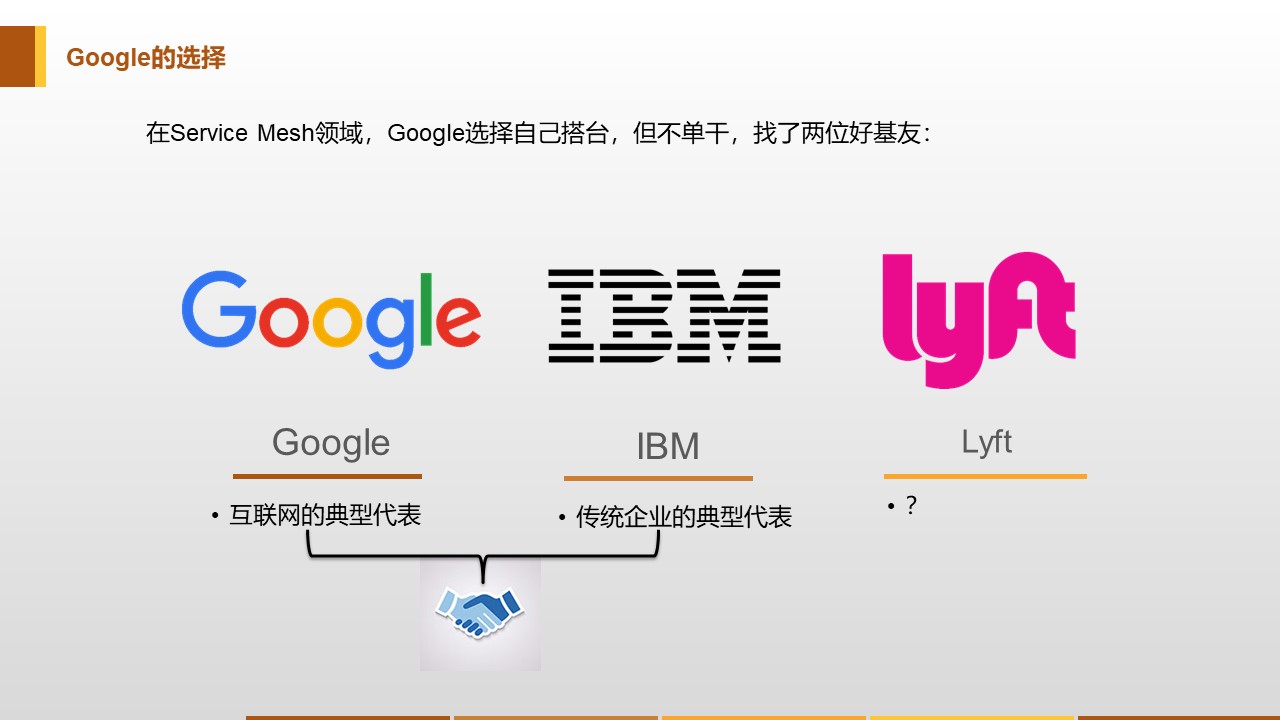 Google的选择
在Service Mesh领域，Google选择自己搭台，但不单干，找了两位好基友：
Google
IBM
lyft
Google
IBM
Lyft
• 互联网的典型代表
• 传统企业的典型代表
• ？